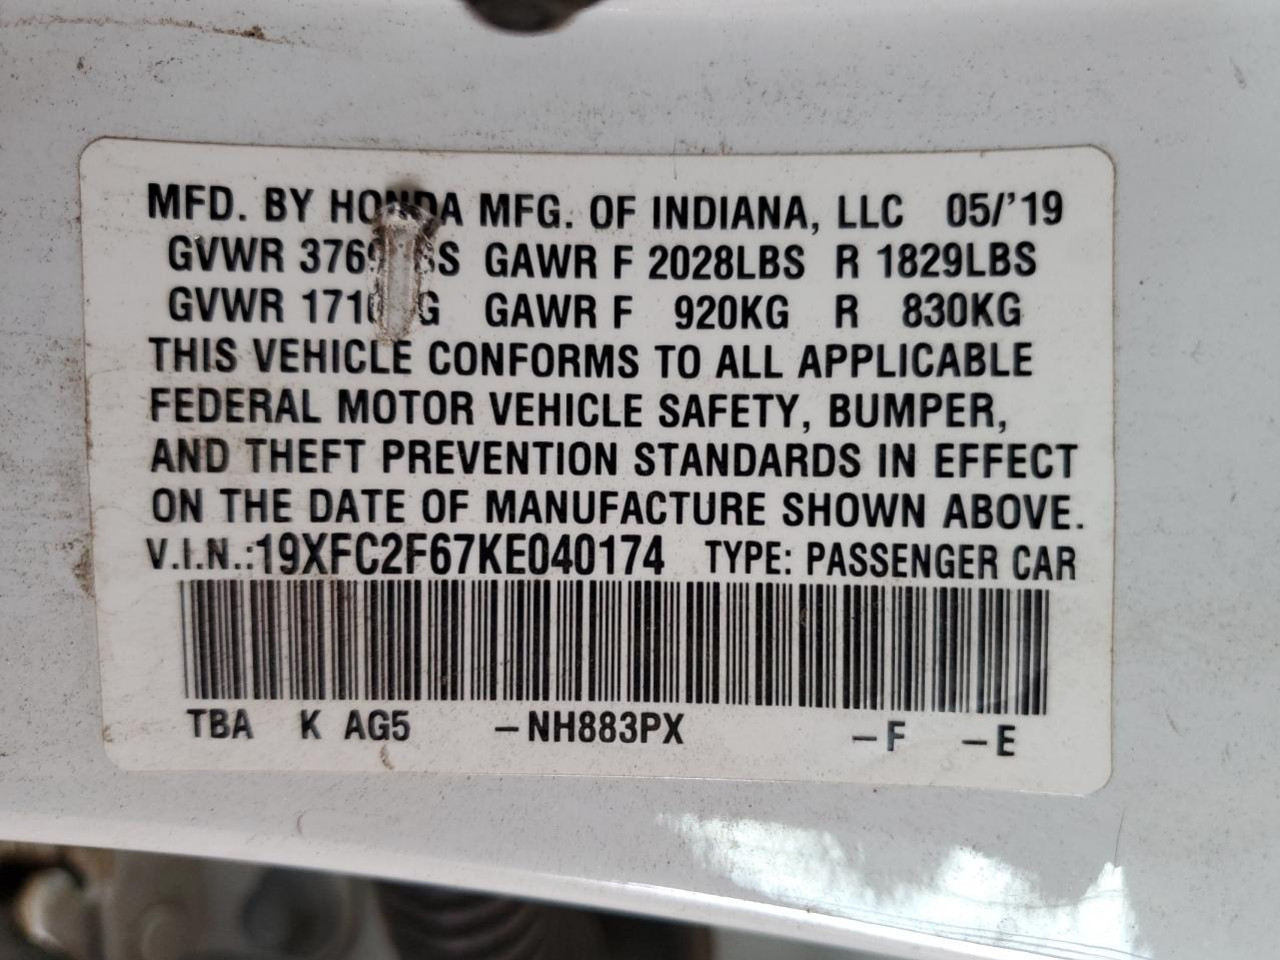 MFD. BY HONDA MFG. OF INDIANA, LLC 05/'19
GVWR GAWR F 2028LBS R 1829LBS
GVWR GAWR F 920KG R 830KG
THIS VEHICLE CONFORMS TO ALL APPLICABLE
FEDERAL MOTOR VEHICLE SAFETY, BUMPER,
AND THEFT PREVENTION STANDARDS IN EFFECT
ON THE DATE OF MANUFACTURE SHOWN ABOVE.
V.I.N.:19XFC2F67KE040174 TYPE: PASSENGER CAR
TBA K AG5 –NH883PX –F –E